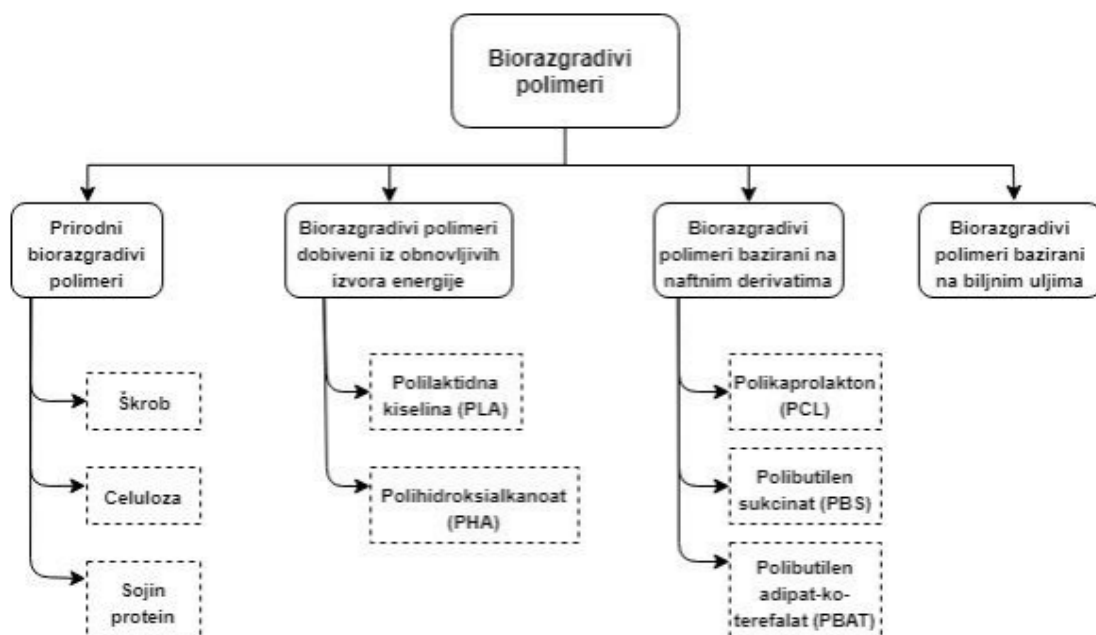 Biorazgradivi
polimeri
Prirodni
biorazgradivi
polimeri
Biorazgradivi polimeri
dobiveni iz obnovljivih
izvora energije
Biorazgradivi
polimeri bazirani na
naftnim derivatima
Biorazgradivi
polimeri bazirani
na biljnim uljima
Škrob
Celuloza
Sojin
protein
Polilaktidna
kiselina (PLA)
Polihidroksialkanoat
(PHA)
Polikaprolakton
(PCL)
Polibutilen
sukcinat (PBS)
Polibutilen
adipat-ko-
terefalat (PBAT)